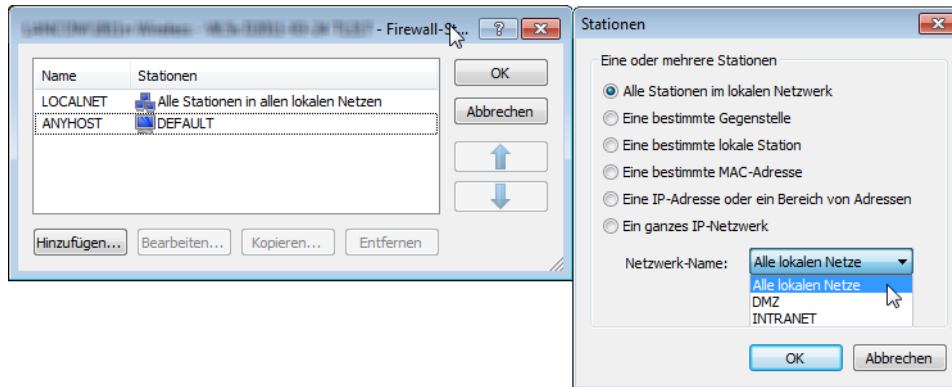 - Firewall-St...
Name Stationen
LOCALNET Alle Stationen in allen lokalen Netzen
ANYHOST DEFAULT
OK
Abbrechen
Hinzufügen... Bearbeiten... Kopieren... Entfernen
Stationen
Eine oder mehrere Stationen
Alle Stationen im lokalen Netzwerk
Eine bestimmte Gegenstelle
Eine bestimmte lokale Station
Eine bestimmte MAC-Adresse
Eine IP-Adresse oder ein Bereich von Adressen
Ein ganzes IP-Netzwerk
Netzwerk-Name: Alle lokalen Netze
Alle lokalen Netze
DMZ
INTRANET
OK Abbrechen